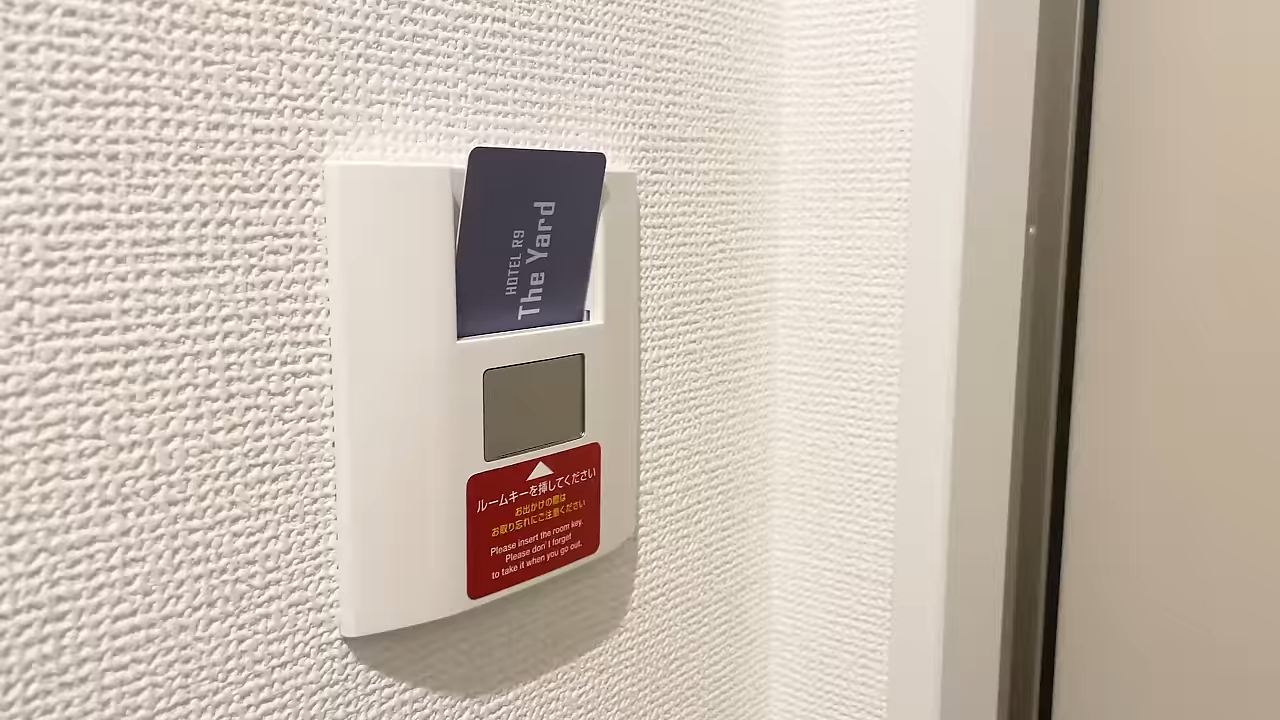 HOTEL R9
The Yard
ルームキーを挿してください
お出かけの際は
お取り忘れにご注意ください
Please insert the room key.
Please don't forget
to take it when you go out.